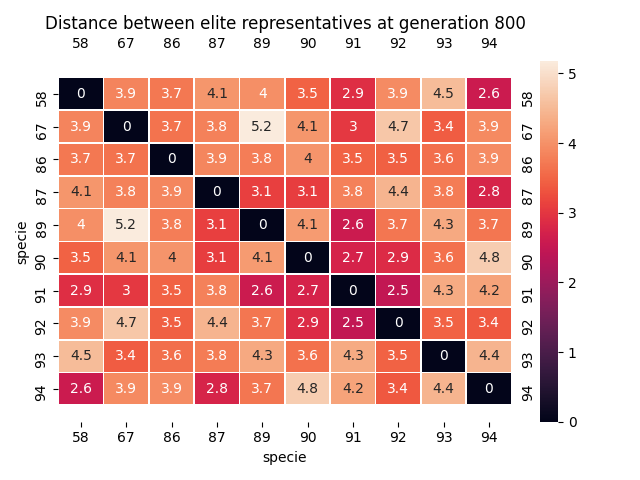 Distance between elite representatives at generation 800
58 67 86 87 89 90 91 92 93 94
58 0 3.9 3.7 4.1 4 3.5 2.9 3.9 4.5 2.6 58
67 3.9 0 3.7 3.8 5.2 4.1 3 4.7 3.4 3.9 67
86 3.7 3.7 0 3.9 3.8 4 3.5 3.5 3.6 3.9 86
87 4.1 3.8 3.9 0 3.1 3.1 3.8 4.4 3.8 2.8 87
89 4 5.2 3.8 3.1 0 4.1 2.6 3.7 4.3 3.7 89
90 3.5 4.1 4 3.1 4.1 0 2.7 2.9 3.6 4.8 90
91 2.9 3 3.5 3.8 2.6 2.7 0 2.5 4.3 4.2 91
92 3.9 4.7 3.5 4.4 3.7 2.9 2.5 0 3.5 3.4 92
93 4.5 3.4 3.6 3.8 4.3 3.6 4.3 3.5 0 4.4 93
94 2.6 3.9 3.9 2.8 3.7 4.8 4.2 3.4 4.4 0 94
58 67 86 87 89 90 91 92 93 94
specie
specie
5
4
3
2
1
0